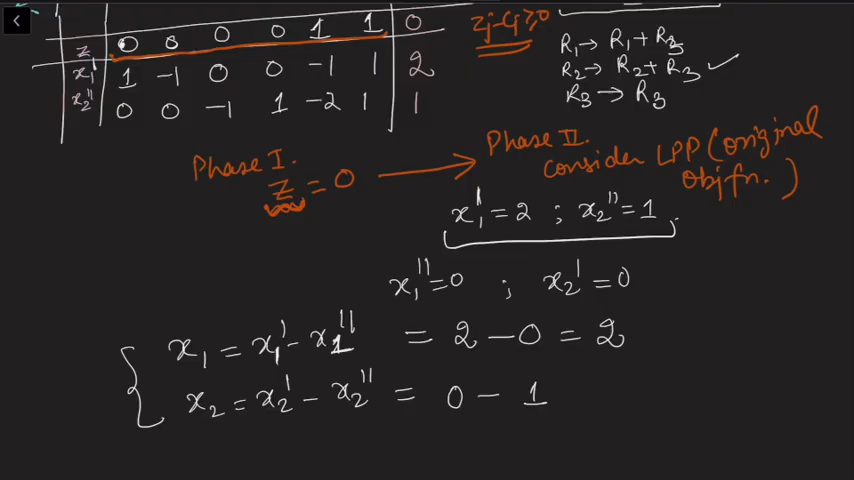 z 0 0 0 0 1 1 0
x₁' 1 -1 0 0 -1 1 2
x₂'' 0 0 -1 1 -2 1 1
zj-cj≥0
R₁→ R₁+R₃
R₂→ R₂+R₃ ✓
R₃ → R₃
Phase I.
z = 0 →
Phase II.
consider LPP (original
Obj fn. )
x₁' = 2 ; x₂'' = 1
x₁'' = 0 ; x₂' = 0
x₁ = x₁' - x₁'' = 2 - 0 = 2
x₂ = x₂' - x₂'' = 0 - 1